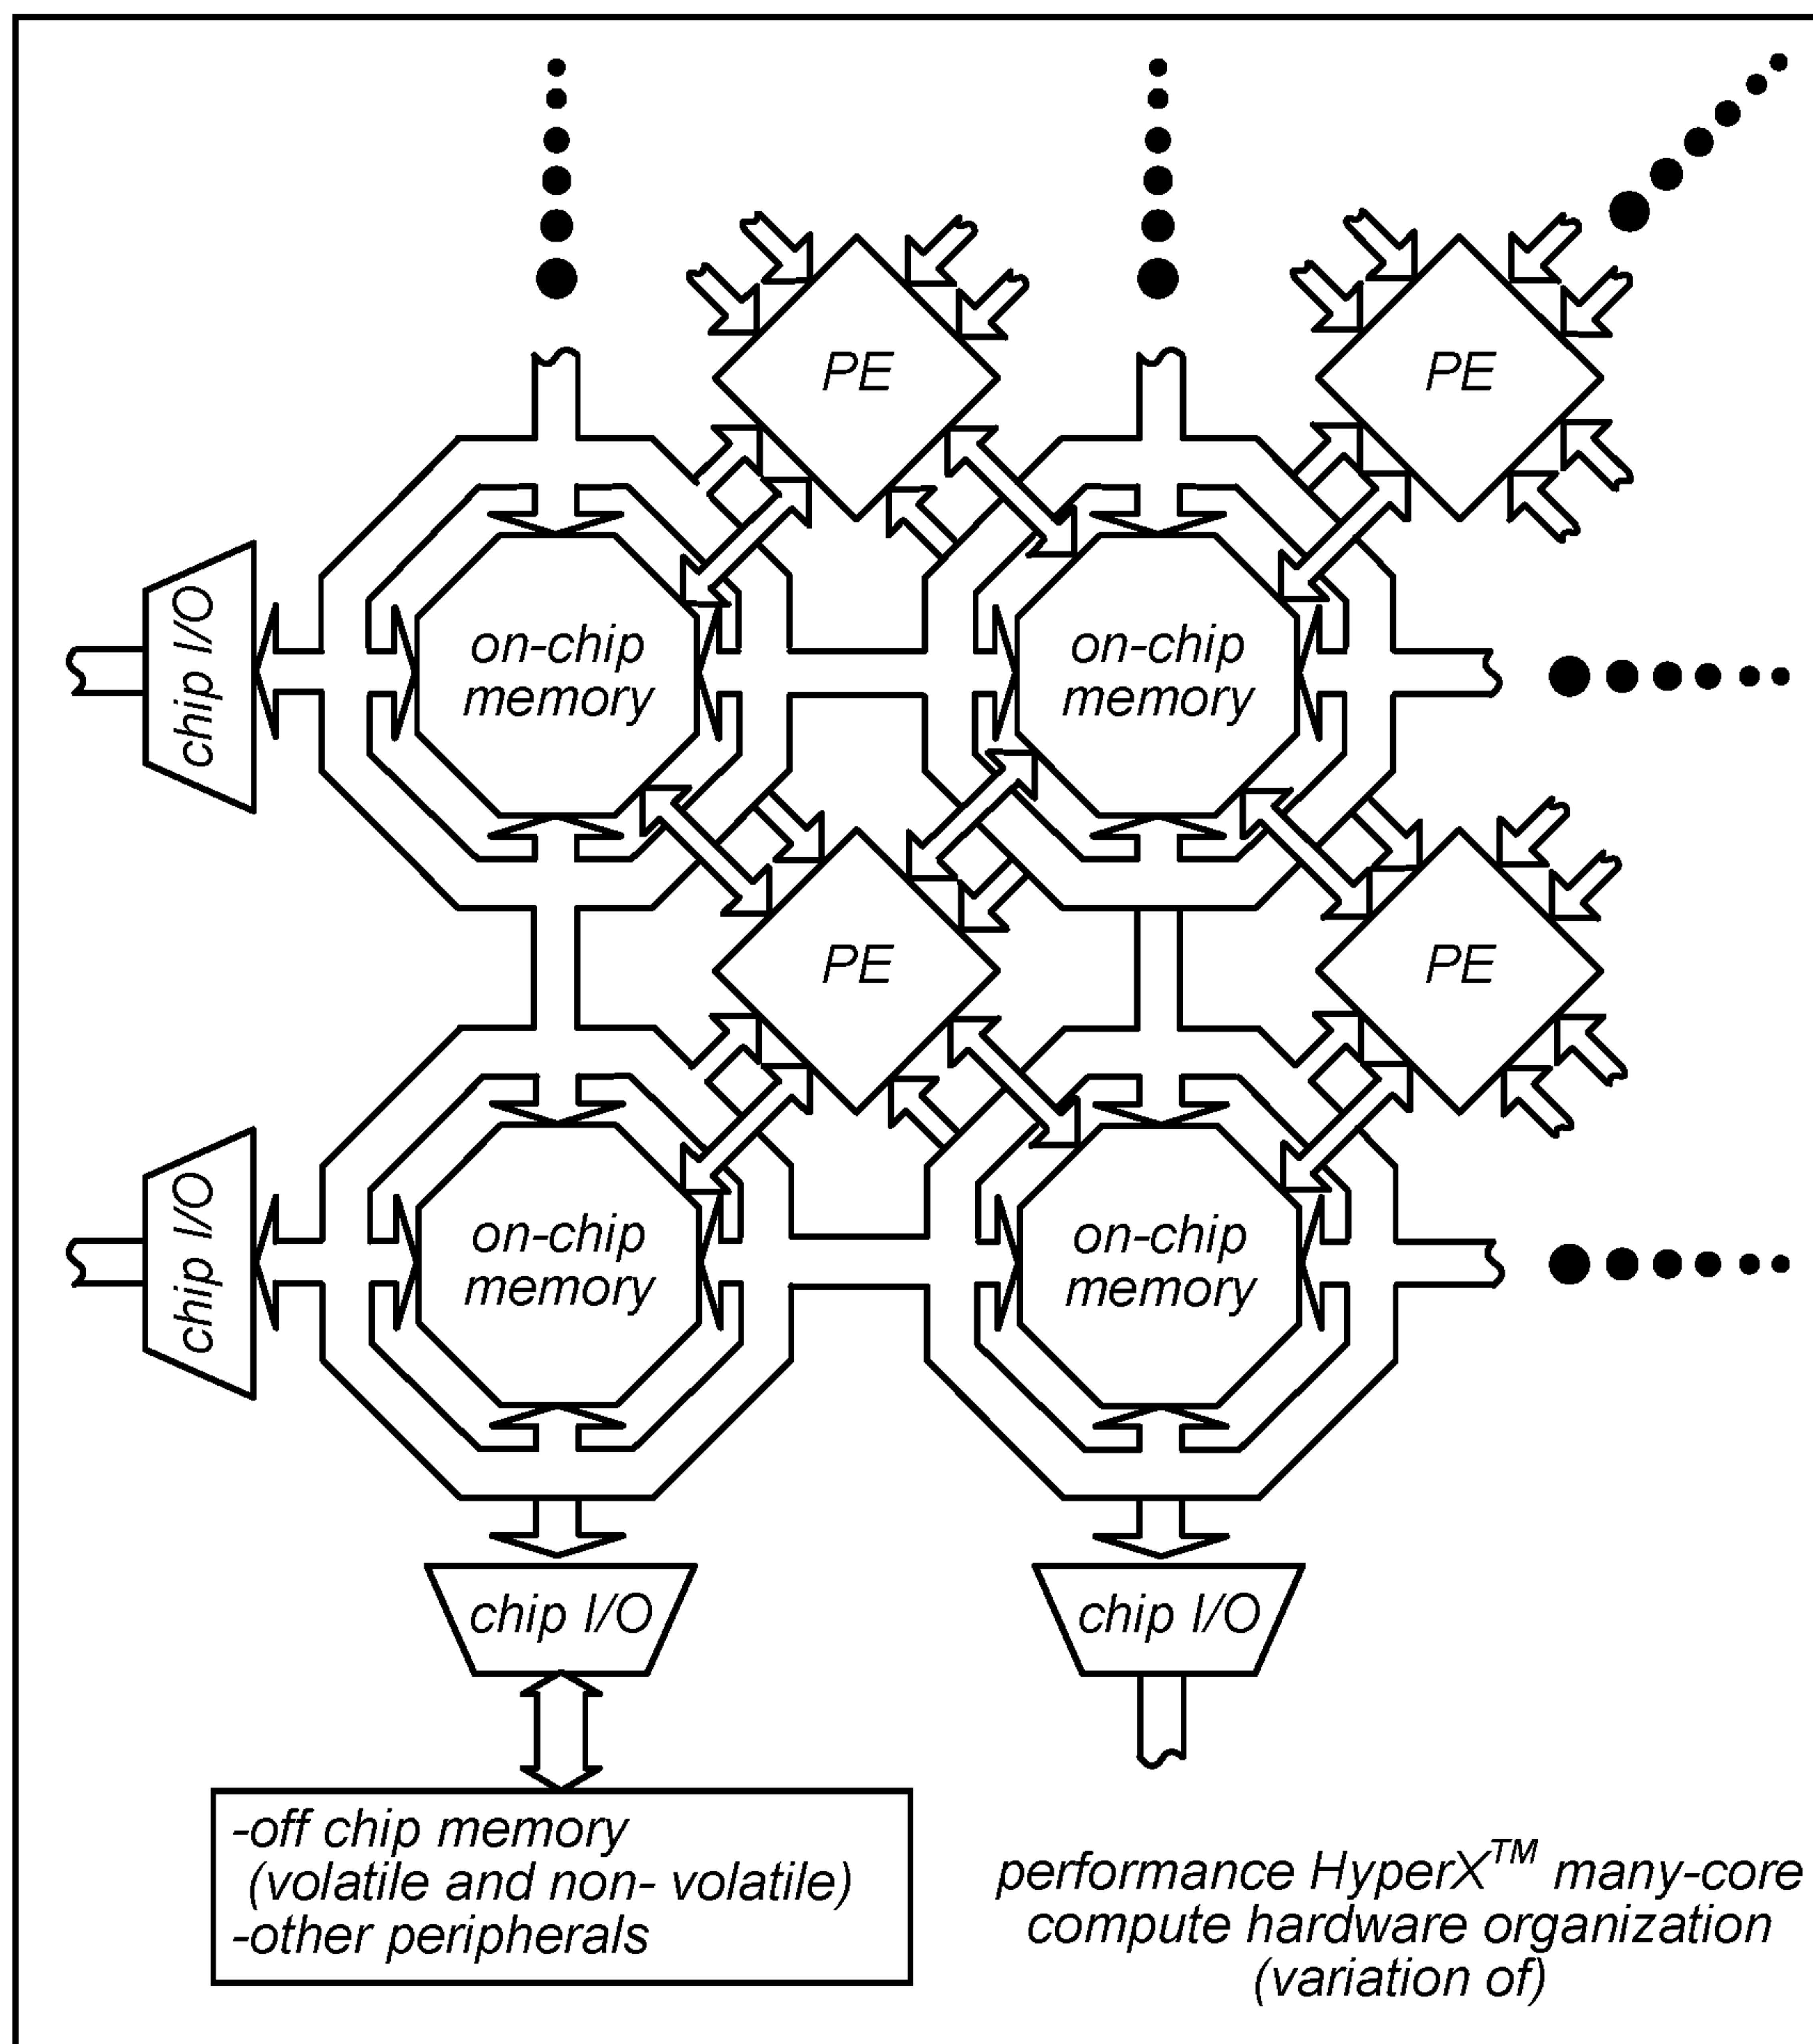 PE
PE
chip I/O
on-chip
memory
on-chip
memory
PE
PE
chip I/O
on-chip
memory
on-chip
memory
chip I/O
chip I/O
-off chip memory
(volatile and non- volatile)
-other peripherals
performance HyperX™ many-core
compute hardware organization
(variation of)